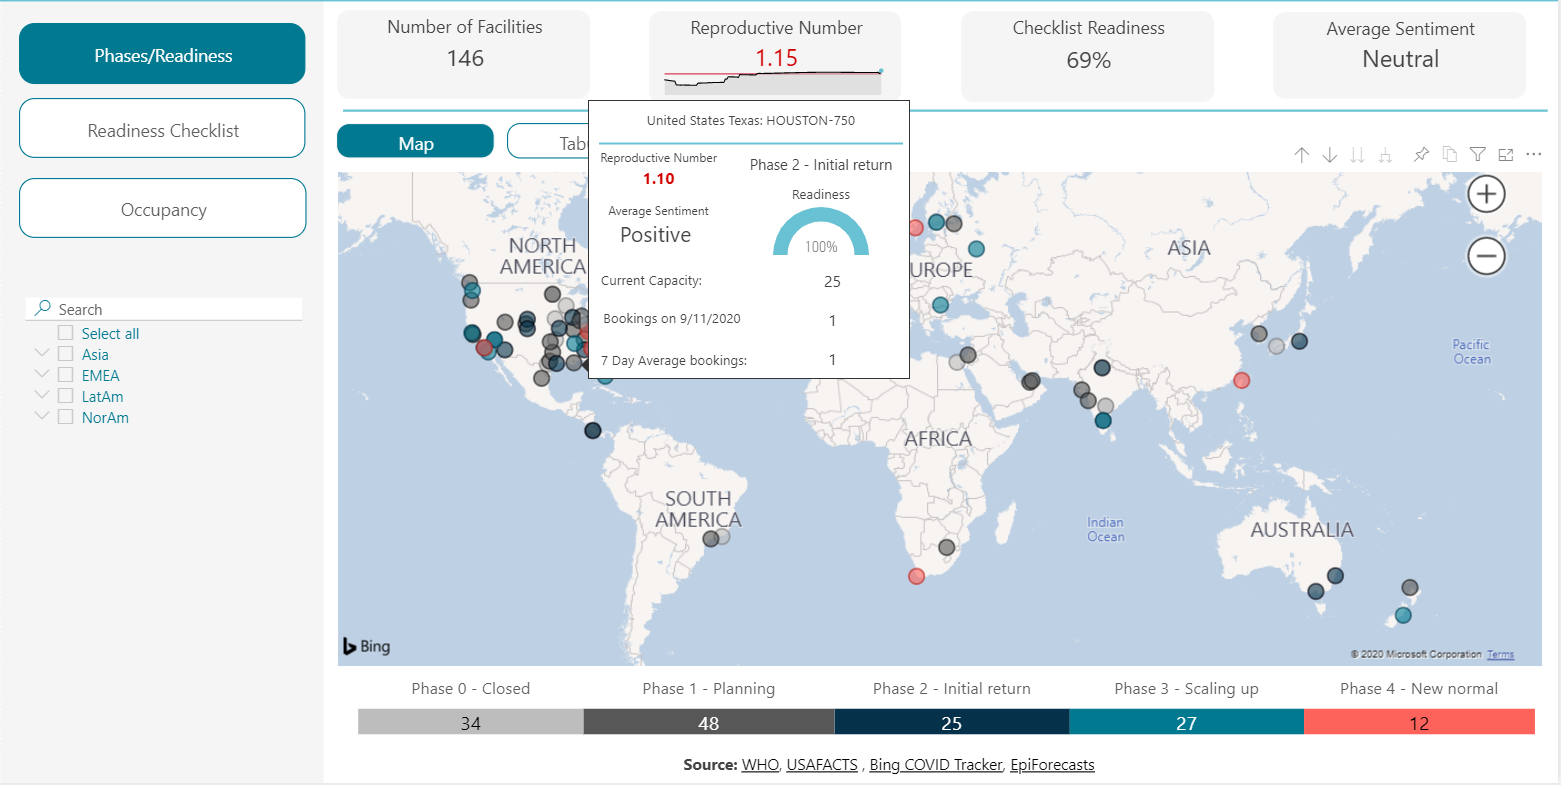 Phases/Readiness
Readiness Checklist
Occupancy
Search
Select all
Asia
EMEA
LatAm
NorAm
Number of Facilities
146
Reproductive Number
1.15
Checklist Readiness
69%
Average Sentiment
Neutral
Map
United States Texas: HOUSTON-750
Reproductive Number
1.10
Phase 2 - Initial return
Readiness
100%
Average Sentiment
Positive
Current Capacity: 25
Bookings on 9/11/2020 1
7 Day Average bookings: 1
NORTH
AMERICA
ASIA
AFRICA
SOUTH
AMERICA
AUSTRALIA
Pacific
Ocean
Indian
Ocean
Bing
© 2020 Microsoft Corporation Terms
Phase 0 - Closed
34
Phase 1 - Planning
48
Phase 2 - Initial return
25
Phase 3 - Scaling up
27
Phase 4 - New normal
12
Source: WHO, USAFACTS , Bing COVID Tracker, EpiForecasts